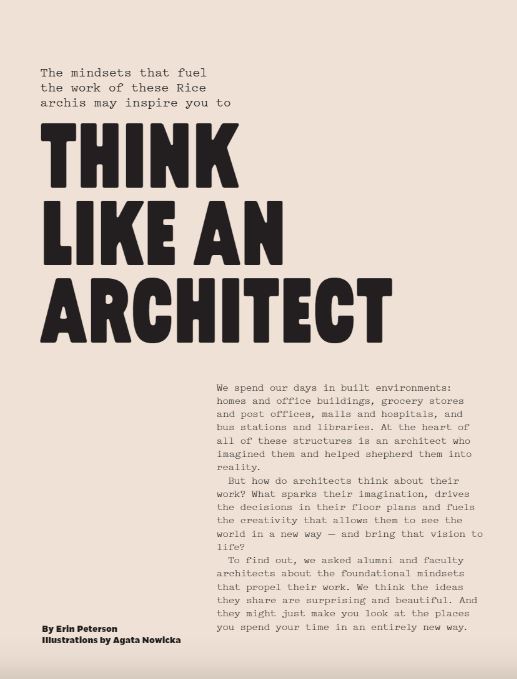 The mindsets that fuel
the work of these Rice
archis may inspire you to
THINK
LIKE AN
ARCHITECT
We spend our days in built environments:
homes and office buildings, grocery stores
and post offices, malls and hospitals, and
bus stations and libraries. At the heart of
all of these structures is an architect who
imagined them and helped shepherd them into
reality.
But how do architects think about their
work? What sparks their imagination, drives
the decisions in their floor plans and fuels
the creativity that allows them to see the
world in a new way — and bring that vision to
life?
To find out, we asked alumni and faculty
architects about the foundational mindsets
that propel their work. We think the ideas
they share are surprising and beautiful. And
they might just make you look at the places
you spend your time in an entirely new way.
By Erin Peterson
Illustrations by Agata Nowicka